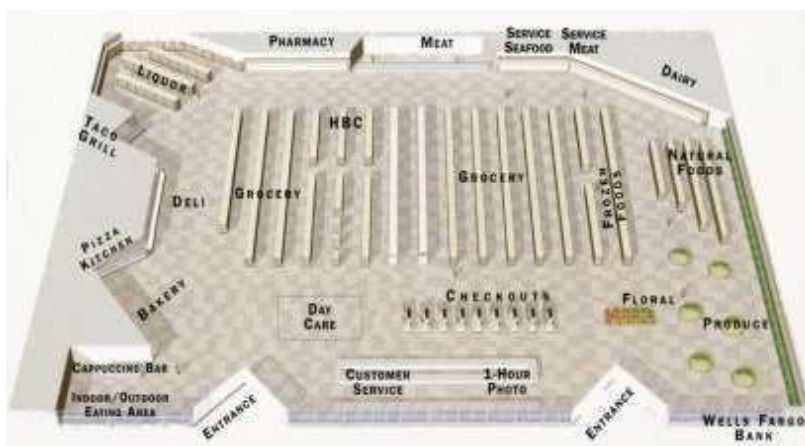 PHARMACY
MEAT
SERVICE
SEAFOOD
SERVICE
MEAT
DAIRY
LIQUOR
TACO
GRILL
HBC
NATURAL
FOODS
DELI
GROCERY
GROCERY
FROZEN
FOODS
PIZZA
KITCHEN
BAKERY
DAY
CARE
CHECKOUTS
FLORAL
PRODUCE
CAPPUCCINO BAR
INDOOR/OUTDOOR
EATING AREA
ENTRANCE
CUSTOMER
SERVICE
1-HOUR
PHOTO
ENTRANCE
WELLS FARGO
BANK